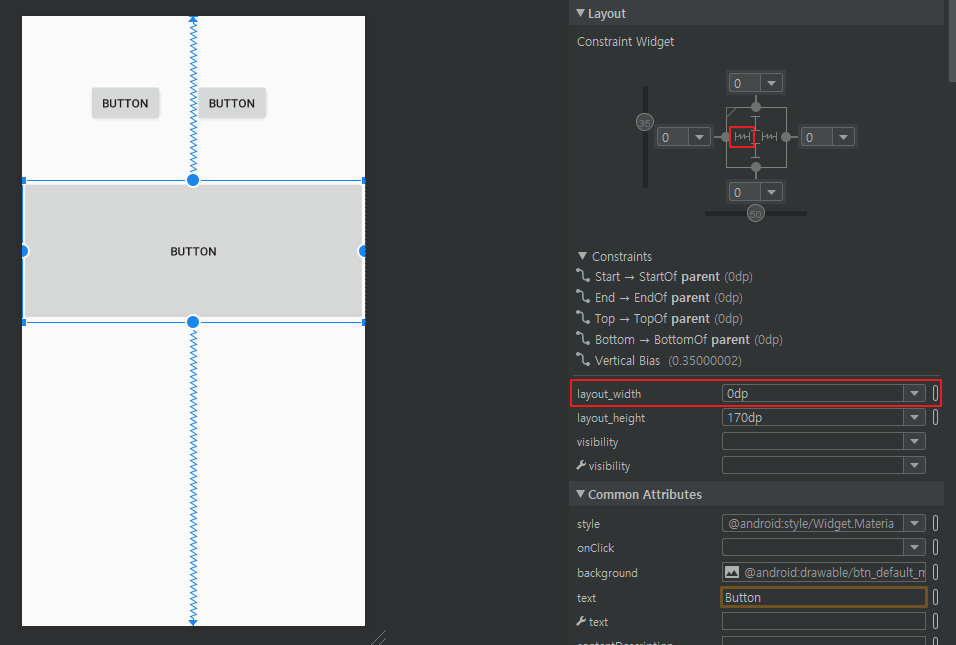 BUTTON
BUTTON
BUTTON
Layout
Constraint Widget
0
35
0
0
0
50
Constraints
Start → StartOf parent (0dp)
End → EndOf parent (0dp)
Top → TopOf parent (0dp)
Bottom → BottomOf parent (0dp)
Vertical Bias (0.35000002)
layout_width 0dp
layout_height 170dp
visibility
visibility
Common Attributes
style @android:style/Widget.Materia
onClick
background @android:drawable/btn_default_m
text Button
text
contentDescription